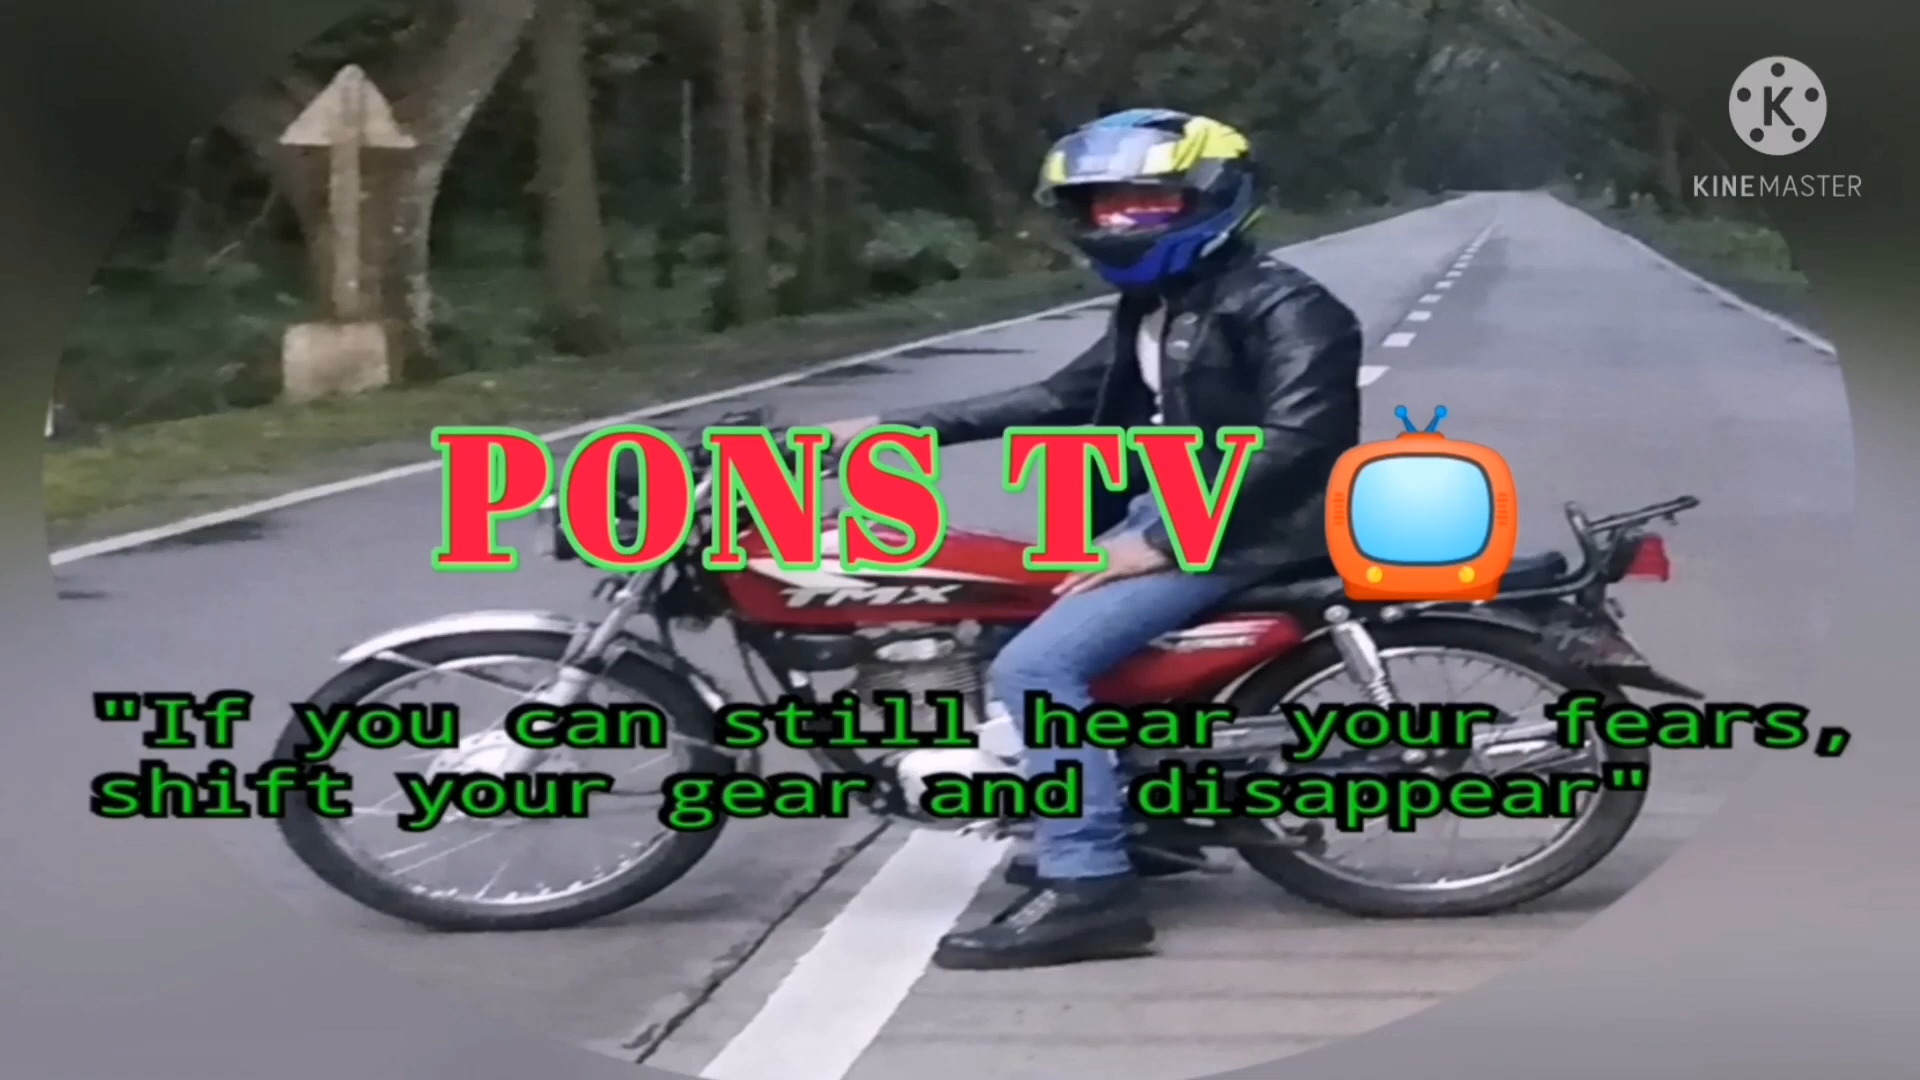 K
KINEMASTER
PONS TV
TMX
"If you can still hear your fears,
shift your gear and disappear"